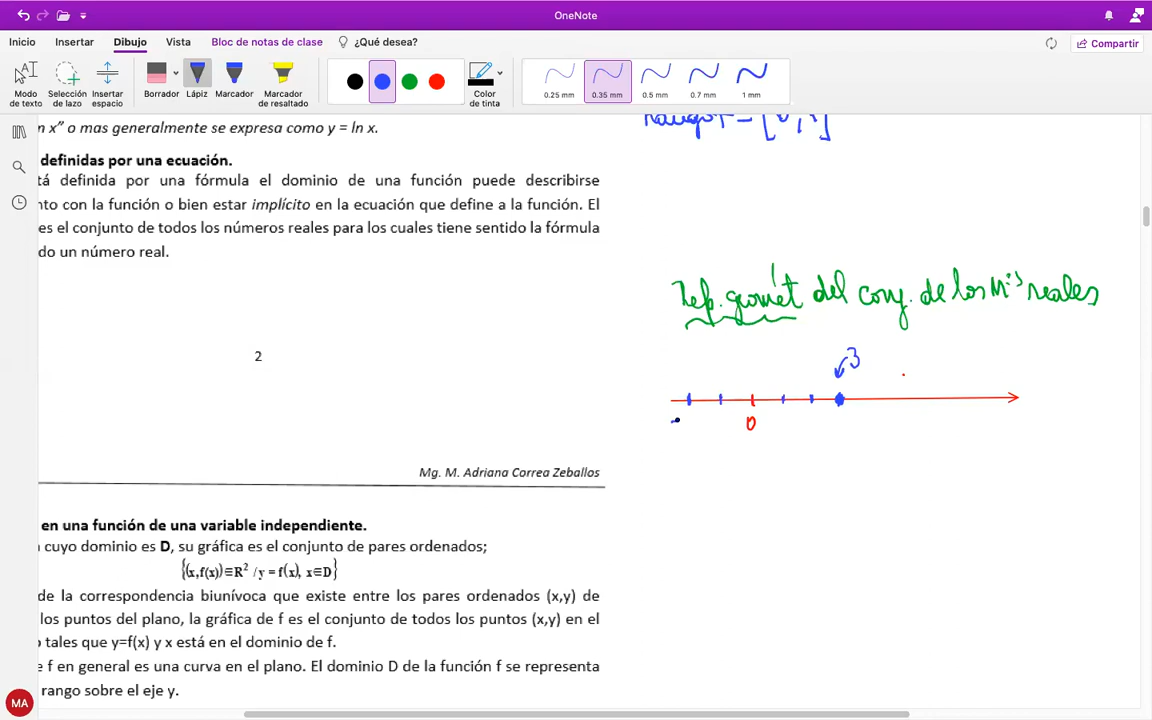 OneNote
Inicio Insertar Dibujo Vista Bloc de notas de clase ¿Qué desea? Compartir
Modo de texto Selección de lazo Insertar espacio Borrador Lápiz Marcador Marcador de resaltado Color de tinta 0.25 mm 0.35 mm 0.5 mm 0.7 mm 1 mm
n x” o mas generalmente se expresa como y = ln x.
definidas por una ecuación.
tá definida por una fórmula el dominio de una función puede describirse
nto con la función o bien estar implícito en la ecuación que define a la función. El
es el conjunto de todos los números reales para los cuales tiene sentido la fórmula
do un número real.
Rep. gomét del conj. de los Nºs reales
3
0
2
Mg. M. Adriana Correa Zeballos
en una función de una variable independiente.
cuyo dominio es D, su gráfica es el conjunto de pares ordenados;
{(x,f(x))≡R² /y = f(x), x≡D}
de la correspondencia biunívoca que existe entre los pares ordenados (x,y) de
los puntos del plano, la gráfica de f es el conjunto de todos los puntos (x,y) en el
o tales que y=f(x) y x está en el dominio de f.
e f en general es una curva en el plano. El dominio D de la función f se representa
rango sobre el eje y.
MA